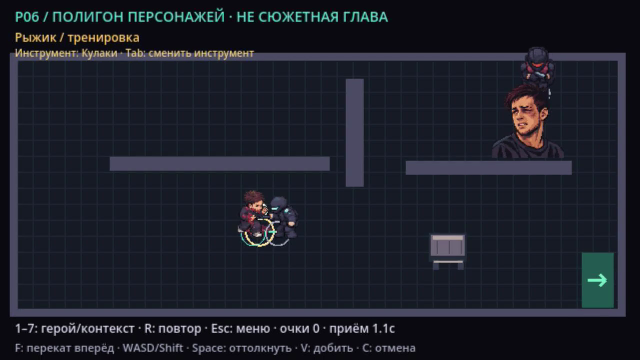 P06 / ПОЛИГОН ПЕРСОНАЖЕЙ · НЕ СЮЖЕТНАЯ ГЛАВА
Рыжик / тренировка
Инструмент: Кулаки · Tab: сменить инструмент
→
1–7: герой/контекст · R: повтор · Esc: меню · очки 0 · приём 1.1с
F: перекат вперёд · WASD/Shift · Space: оттолкнуть · V: добить · C: отмена